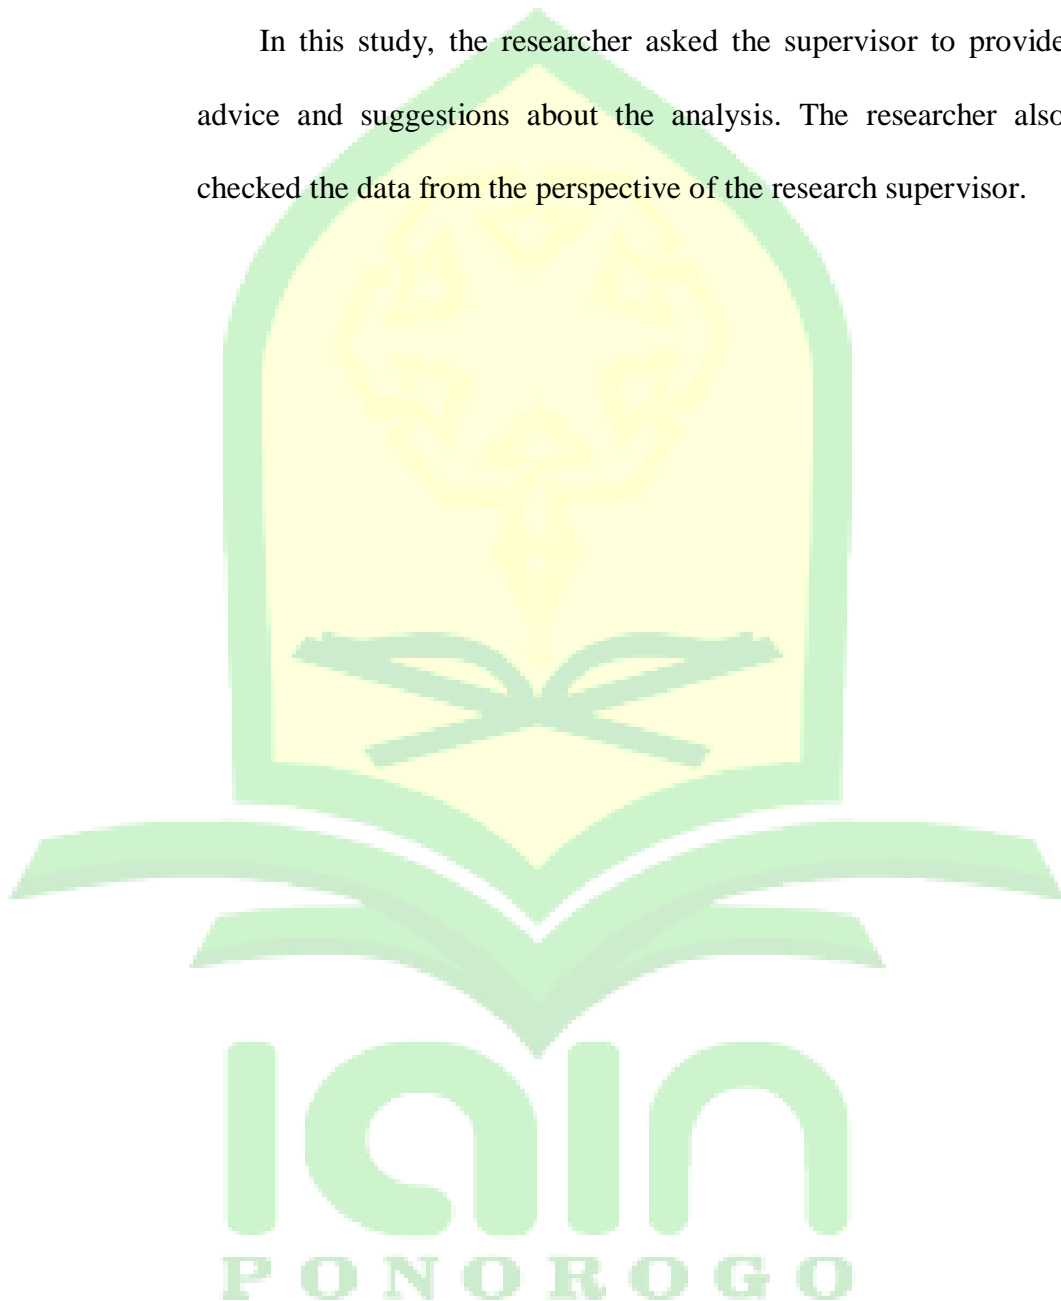 In this study, the researcher asked the supervisor to provide
advice and suggestions about the analysis. The researcher also
checked the data from the perspective of the research supervisor.
IAIN
PONOROGO